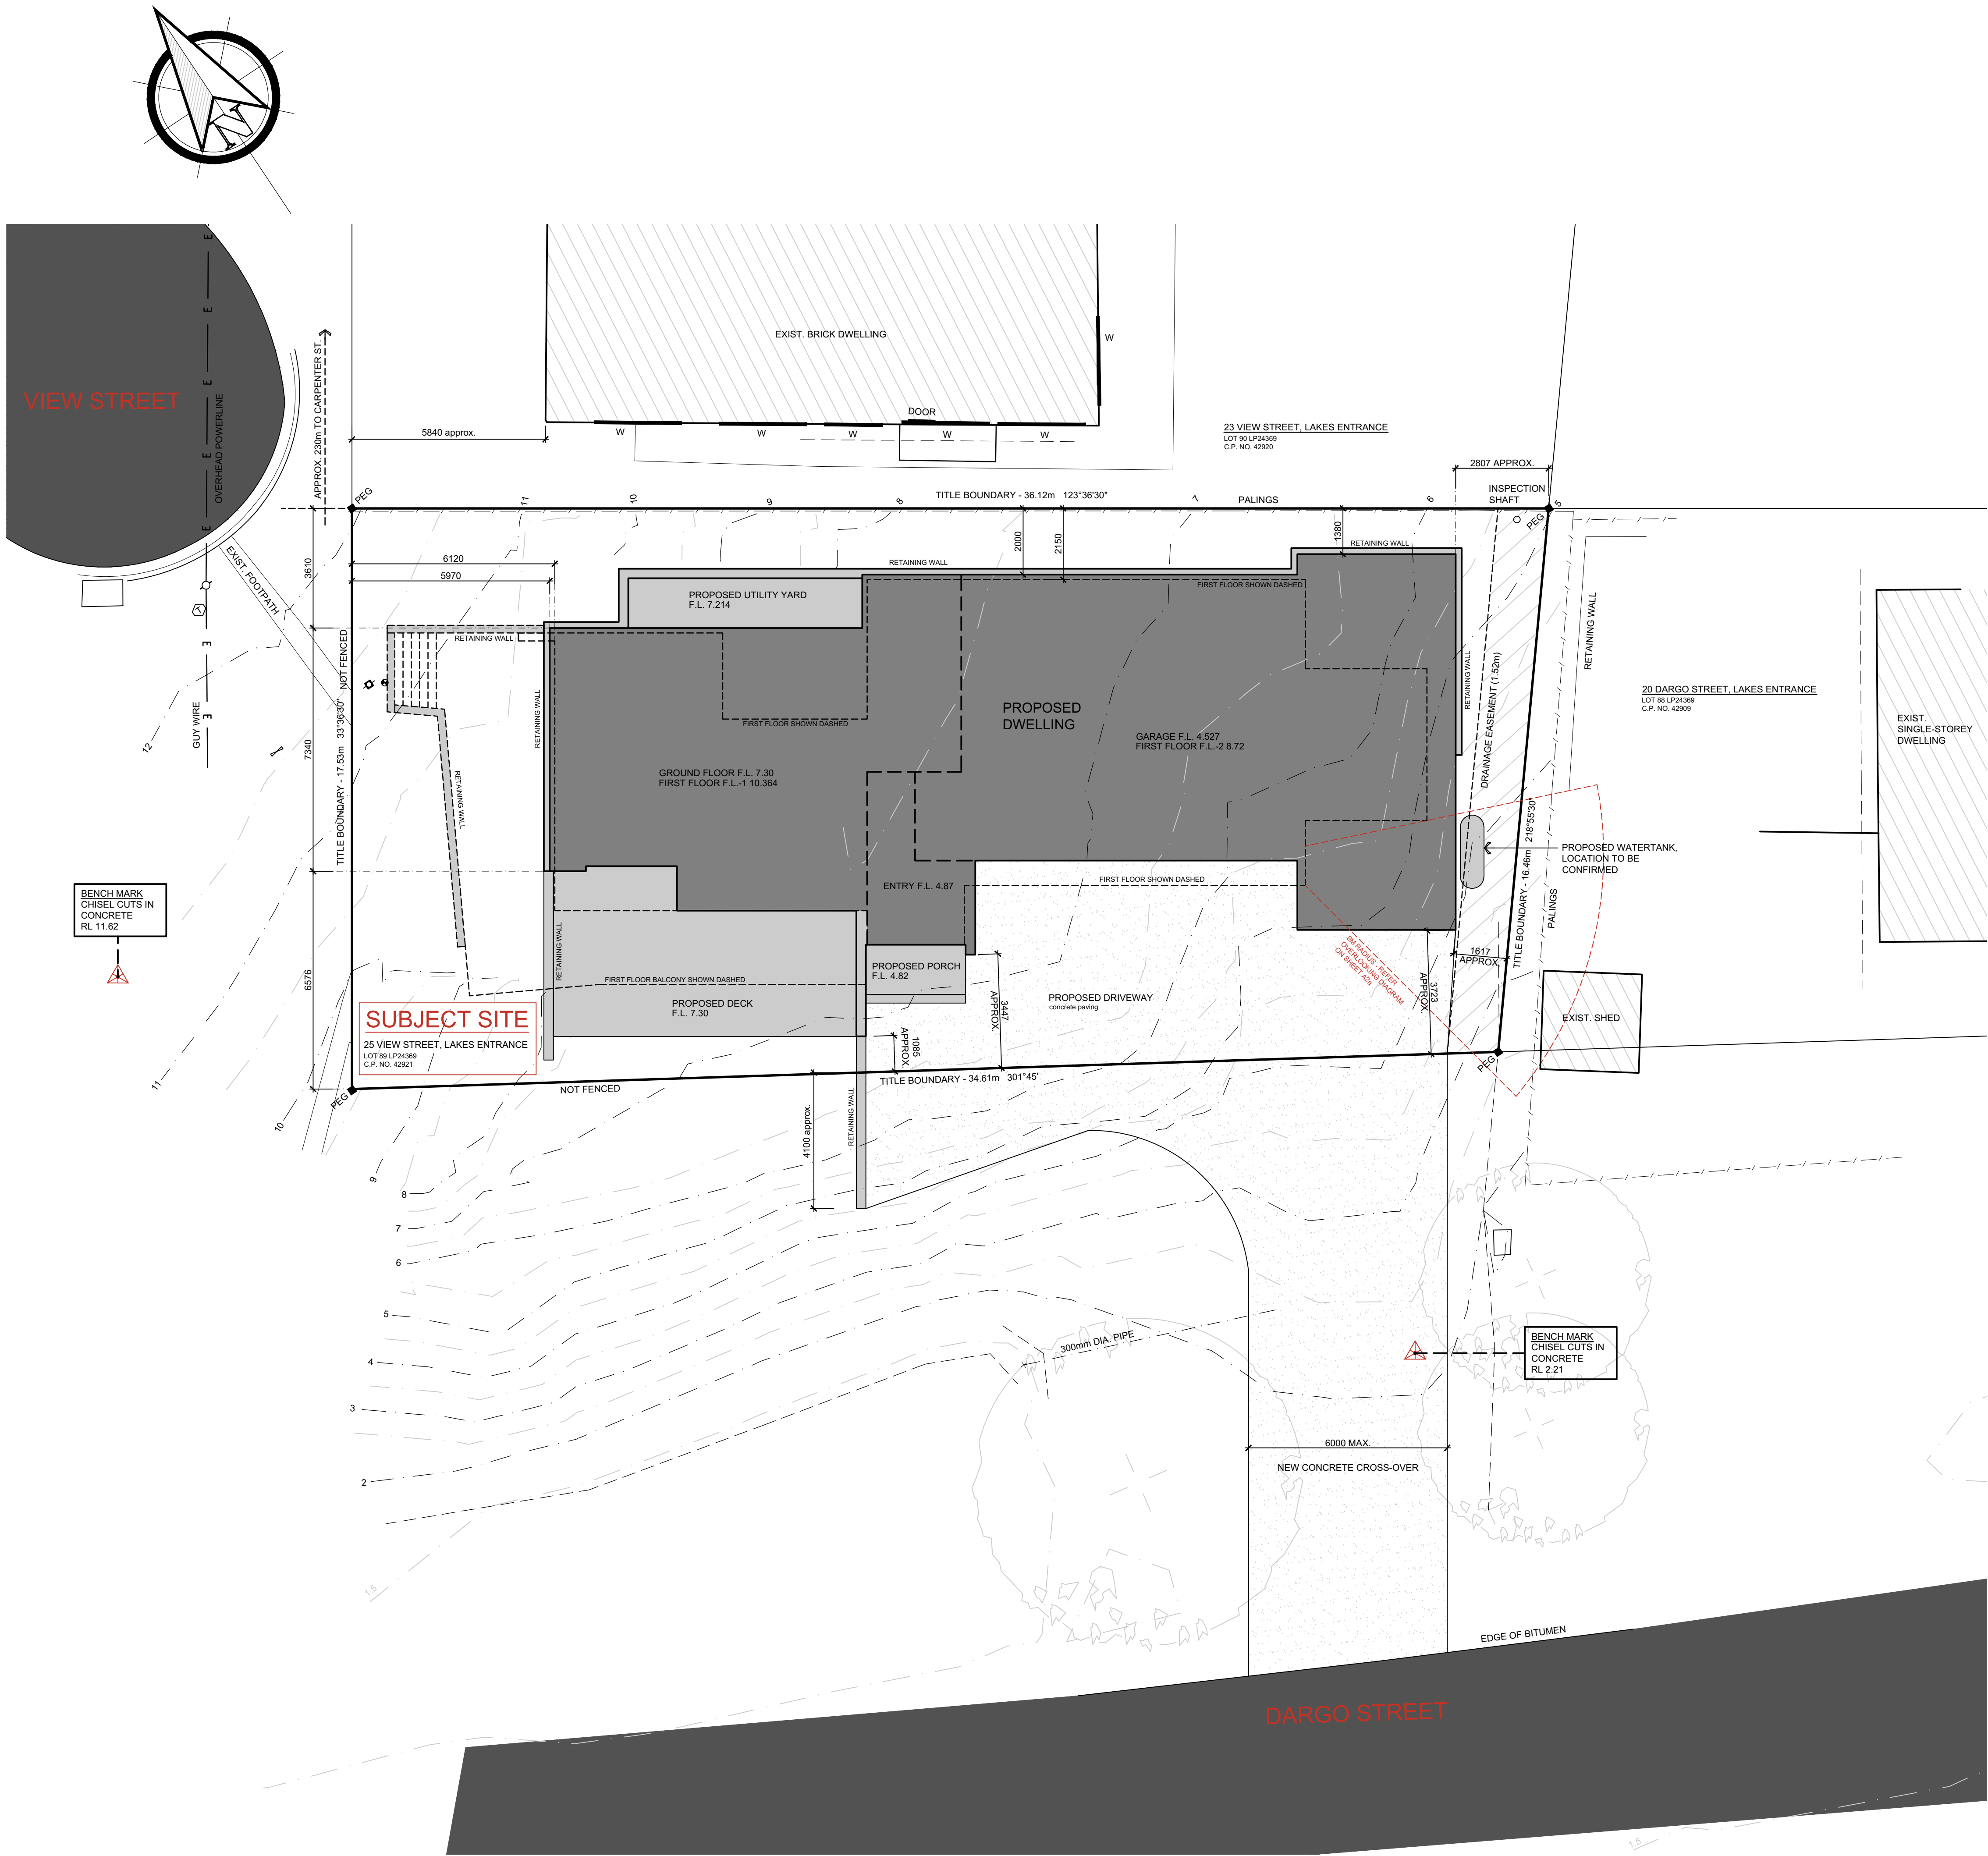 N
VIEW STREET
E
E
E
E
E
E
E
E
OVERHEAD POWERLINE
APPROX. 230m TO CARPENTER ST.
EXIST. BRICK DWELLING
W
DOOR
W
W
W
W
W
5840 approx.
23 VIEW STREET, LAKES ENTRANCE
LOT 90 LP24369
C.P. NO. 42920
2807 APPROX.
INSPECTION
SHAFT
PEG
11
10
9
8
TITLE BOUNDARY - 36.12m 123°36'30"
7
PALINGS
6
PEG
5
EXIST. FOOTPATH
3610
6120
5970
2000
2150
1380
RETAINING WALL
RETAINING WALL
PROPOSED UTILITY YARD
F.L. 7.214
FIRST FLOOR SHOWN DASHED
RETAINING WALL
RETAINING WALL
T
NOT FENCED
GUY WIRE
12
7340
TITLE BOUNDARY - 17.53m 33°36'30"
RETAINING WALL
RETAINING WALL
FIRST FLOOR SHOWN DASHED
PROPOSED
DWELLING
GARAGE F.L. 4.527
FIRST FLOOR F.L.-2 8.72
GROUND FLOOR F.L. 7.30
FIRST FLOOR F.L.-1 10.364
RETAINING WALL
DRAINAGE EASEMENT (1.52m)
20 DARGO STREET, LAKES ENTRANCE
LOT 88 LP24369
C.P. NO. 42909
EXIST.
SINGLE-STOREY
DWELLING
PROPOSED WATERTANK,
LOCATION TO BE
CONFIRMED
TITLE BOUNDARY - 16.46m 218°55'30"
PALINGS
BENCH MARK
CHISEL CUTS IN
CONCRETE
RL 11.62
ENTRY F.L. 4.87
FIRST FLOOR SHOWN DASHED
RETAINING WALL
6576
FIRST FLOOR BALCONY SHOWN DASHED
PROPOSED PORCH
F.L. 4.82
PROPOSED DECK
F.L. 7.30
3447
APPROX.
PROPOSED DRIVEWAY
concrete paving
9M RADIUS - REFER
OVERLOOKING DIAGRAM
ON SHEET A2a
1617
APPROX.
3723
APPROX.
EXIST. SHED
SUBJECT SITE
25 VIEW STREET, LAKES ENTRANCE
LOT 89 LP24369
C.P. NO. 42921
1085
APPROX.
PEG
NOT FENCED
TITLE BOUNDARY - 34.61m 301°45'
PEG
11
10
9
8
7
6
5
4
3
2
1.5
4100 approx.
RETAINING WALL
300mm DIA. PIPE
BENCH MARK
CHISEL CUTS IN
CONCRETE
RL 2.21
6000 MAX.
NEW CONCRETE CROSS-OVER
EDGE OF BITUMEN
DARGO STREET
1.5